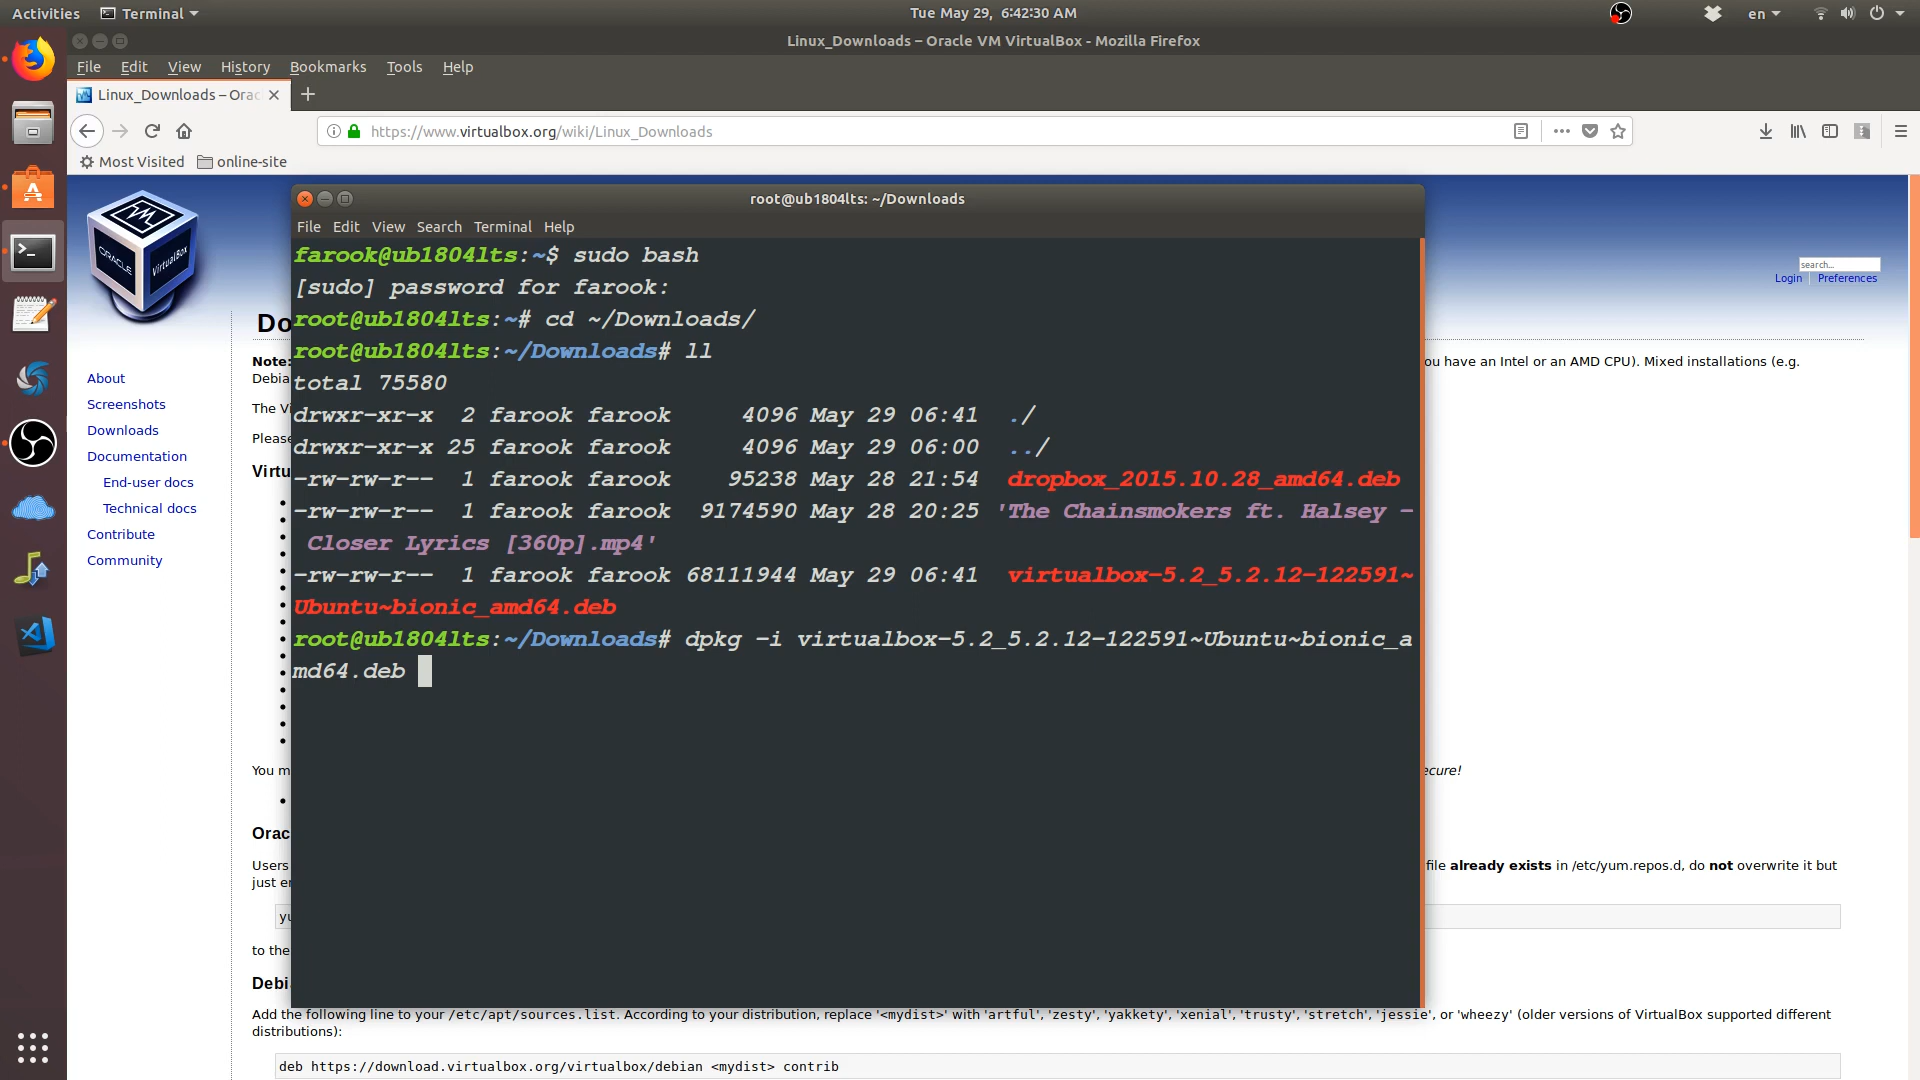 Activities Terminal Tue May 29, 6:42:30 AM en
Linux_Downloads – Oracle VM VirtualBox - Mozilla Firefox
File Edit View History Bookmarks Tools Help
Linux_Downloads – Orac
https://www.virtualbox.org/wiki/Linux_Downloads
Most Visited online-site
ORACLE VirtualBox
search...
Login Preferences
About
Screenshots
Downloads
Documentation
End-user docs
Technical docs
Contribute
Community
root@ub1804lts: ~/Downloads
File Edit View Search Terminal Help
farook@ub1804lts:~$ sudo bash
[sudo] password for farook:
root@ub1804lts:~# cd ~/Downloads/
root@ub1804lts:~/Downloads# ll
total 75580
drwxr-xr-x 2 farook farook 4096 May 29 06:41 ./
drwxr-xr-x 25 farook farook 4096 May 29 06:00 ../
-rw-rw-r-- 1 farook farook 95238 May 28 21:54 dropbox_2015.10.28_amd64.deb
-rw-rw-r-- 1 farook farook 9174590 May 28 20:25 'The Chainsmokers ft. Halsey -
Closer Lyrics [360p].mp4'
-rw-rw-r-- 1 farook farook 68111944 May 29 06:41 virtualbox-5.2_5.2.12-122591~
Ubuntu~bionic_amd64.deb
root@ub1804lts:~/Downloads# dpkg -i virtualbox-5.2_5.2.12-122591~Ubuntu~bionic_a
md64.deb
Do
Note: ou have an Intel or an AMD CPU). Mixed installations (e.g.
Debia
The Vi
Please
Virtu
You m ecure!
Orac
Users file already exists in /etc/yum.repos.d, do not overwrite it but
just en
yu
to the
Debi
Add the following line to your /etc/apt/sources.list. According to your distribution, replace '<mydist>' with 'artful', 'zesty', 'yakkety', 'xenial', 'trusty', 'stretch', 'jessie', or 'wheezy' (older versions of VirtualBox supported different
distributions):
deb https://download.virtualbox.org/virtualbox/debian <mydist> contrib